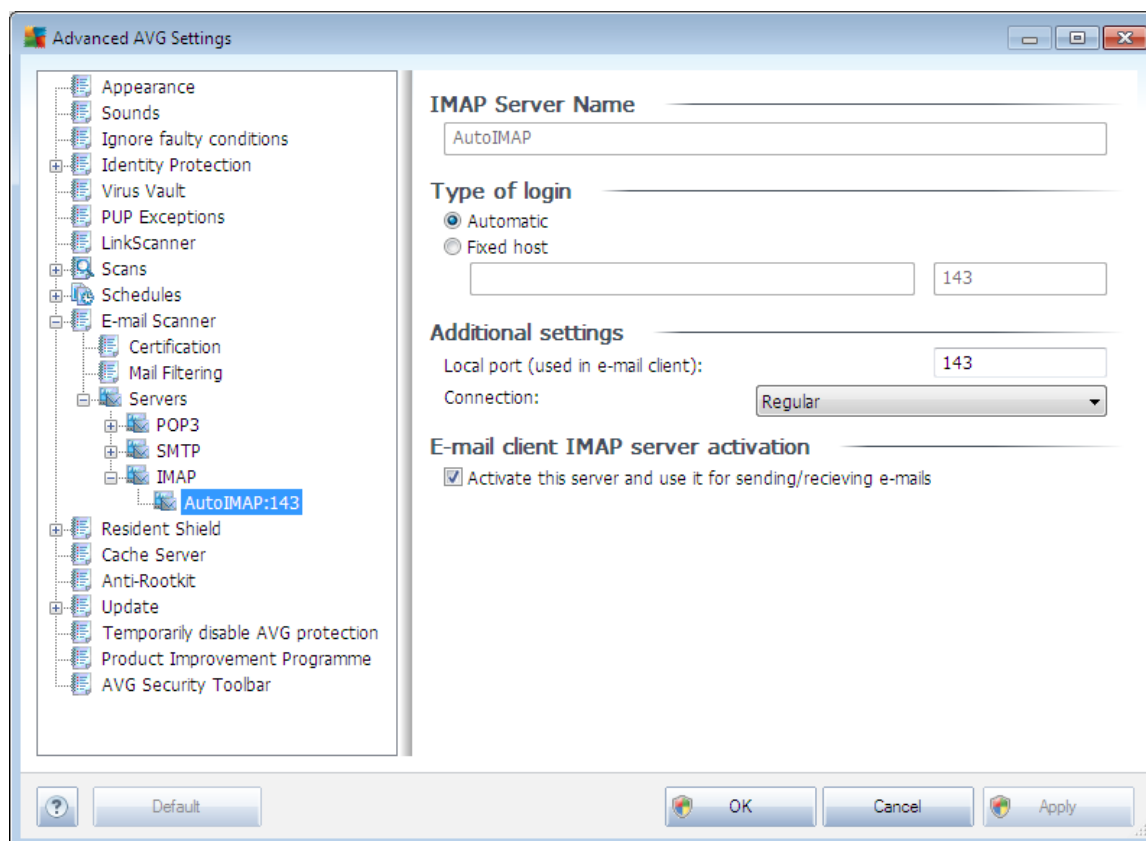 Advanced AVG Settings
Appearance
Sounds
Ignore faulty conditions
Identity Protection
Virus Vault
PUP Exceptions
LinkScanner
Scans
Schedules
E-mail Scanner
Certification
Mail Filtering
Servers
POP3
SMTP
IMAP
AutoIMAP:143
Resident Shield
Cache Server
Anti-Rootkit
Update
Temporarily disable AVG protection
Product Improvement Programme
AVG Security Toolbar
IMAP Server Name
AutoIMAP
Type of login
Automatic
Fixed host
143
Additional settings
Local port (used in e-mail client): 143
Connection: Regular
E-mail client IMAP server activation
Activate this server and use it for sending/recieving e-mails
? Default OK Cancel Apply